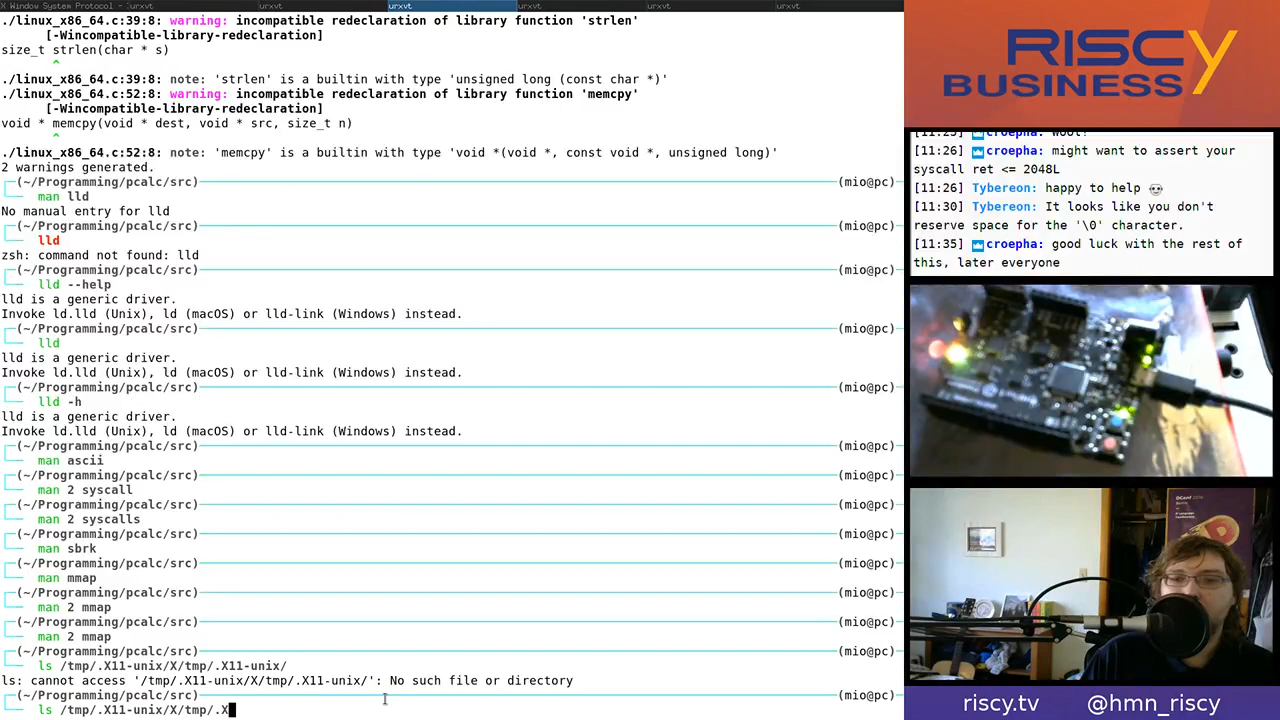 X Window System Protocol -
urxvt
urxvt
urxvt
urxvt
urxvt
urxvt
./linux_x86_64.c:39:8: warning: incompatible redeclaration of library function 'strlen'
[-Wincompatible-library-redeclaration]
size_t strlen(char * s)
^
./linux_x86_64.c:39:8: note: 'strlen' is a builtin with type 'unsigned long (const char *)'
./linux_x86_64.c:52:8: warning: incompatible redeclaration of library function 'memcpy'
[-Wincompatible-library-redeclaration]
void * memcpy(void * dest, void * src, size_t n)
^
./linux_x86_64.c:52:8: note: 'memcpy' is a builtin with type 'void *(void *, const void *, unsigned long)'
2 warnings generated.
(~/Programming/pcalc/src) (mio@pc)
man lld
No manual entry for lld
(~/Programming/pcalc/src) (mio@pc)
lld
zsh: command not found: lld
(~/Programming/pcalc/src) (mio@pc)
lld --help
lld is a generic driver.
Invoke ld.lld (Unix), ld (macOS) or lld-link (Windows) instead.
(~/Programming/pcalc/src) (mio@pc)
lld
lld is a generic driver.
Invoke ld.lld (Unix), ld (macOS) or lld-link (Windows) instead.
(~/Programming/pcalc/src) (mio@pc)
lld -h
lld is a generic driver.
Invoke ld.lld (Unix), ld (macOS) or lld-link (Windows) instead.
(~/Programming/pcalc/src) (mio@pc)
man ascii
(~/Programming/pcalc/src) (mio@pc)
man 2 syscall
(~/Programming/pcalc/src) (mio@pc)
man 2 syscalls
(~/Programming/pcalc/src) (mio@pc)
man sbrk
(~/Programming/pcalc/src) (mio@pc)
man mmap
(~/Programming/pcalc/src) (mio@pc)
man 2 mmap
(~/Programming/pcalc/src) (mio@pc)
man 2 mmap
(~/Programming/pcalc/src) (mio@pc)
ls /tmp/.X11-unix/X/tmp/.X11-unix/
ls: cannot access '/tmp/.X11-unix/X/tmp/.X11-unix/': No such file or directory
(~/Programming/pcalc/src) (mio@pc)
ls /tmp/.X11-unix/X/tmp/.X
RISCY
BUSINESS
[11:25] croepha: woot!
[11:26] croepha: might want to assert your
syscall ret <= 2048L
[11:26] Tybereon: happy to help
[11:30] Tybereon: It looks like you don't
reserve space for the '\0' character.
[11:35] croepha: good luck with the rest of
this, later everyone
riscy.tv @hmn_riscy